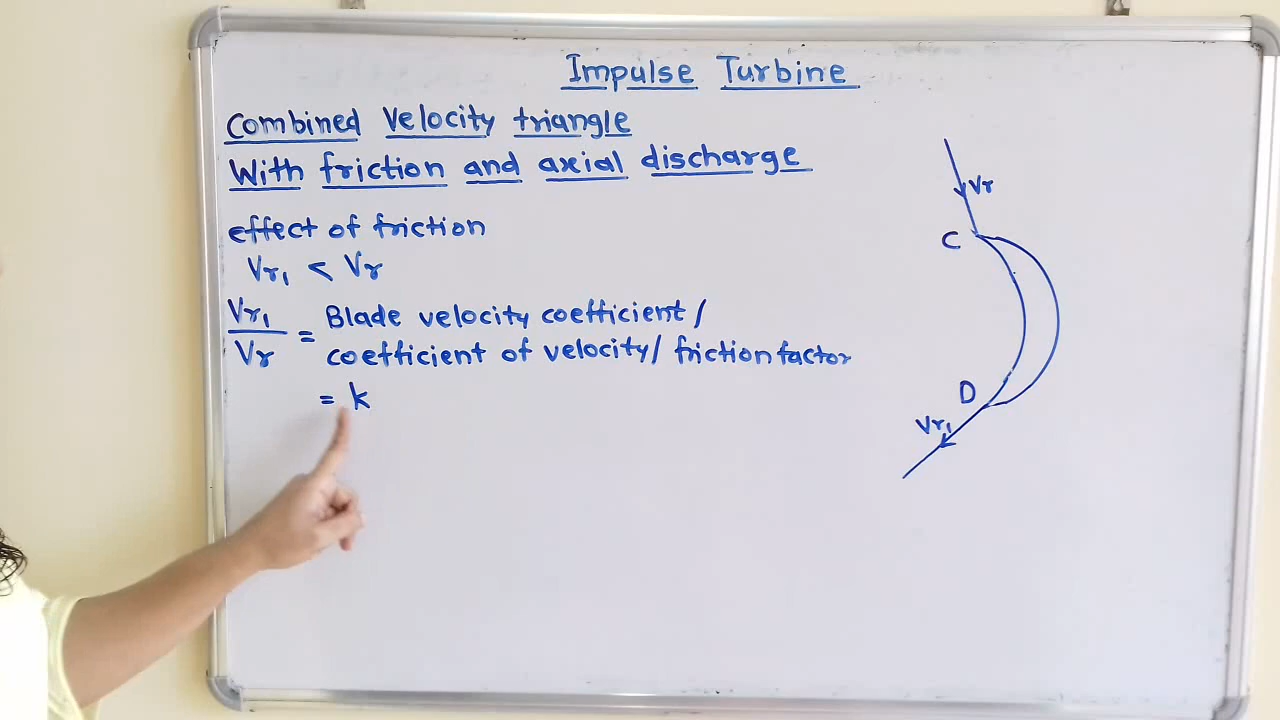 Impulse Turbine
Combined Velocity triangle
With friction and axial discharge
effect of friction
Vr₁ < Vr
Vr₁/Vr = Blade velocity coefficient /
coefficient of velocity / friction factor
= k
Vr
C
D
Vr₁